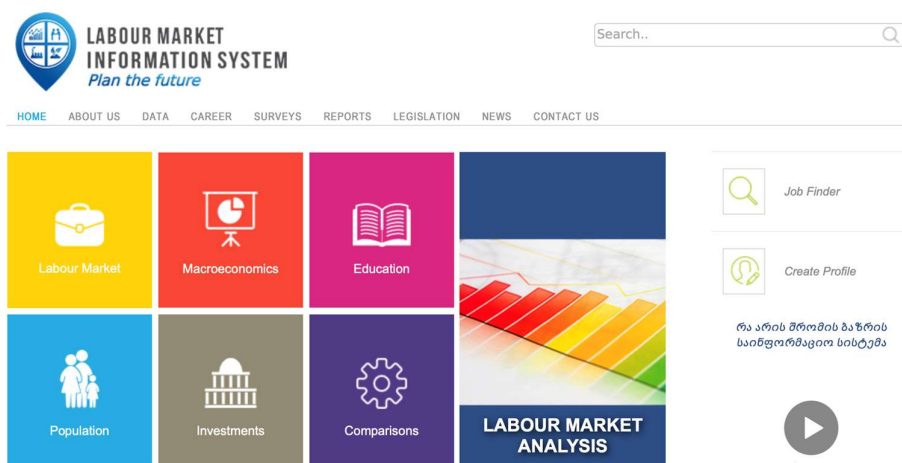 LABOUR MARKET
INFORMATION SYSTEM
Plan the future
Search..
HOME ABOUT US DATA CAREER SURVEYS REPORTS LEGISLATION NEWS CONTACT US
Labour Market
Macroeconomics
Education
Population
Investments
Comparisons
LABOUR MARKET
ANALYSIS
Job Finder
Create Profile
რა არის შრომის ბაზრის
საინფორმაციო სისტემა